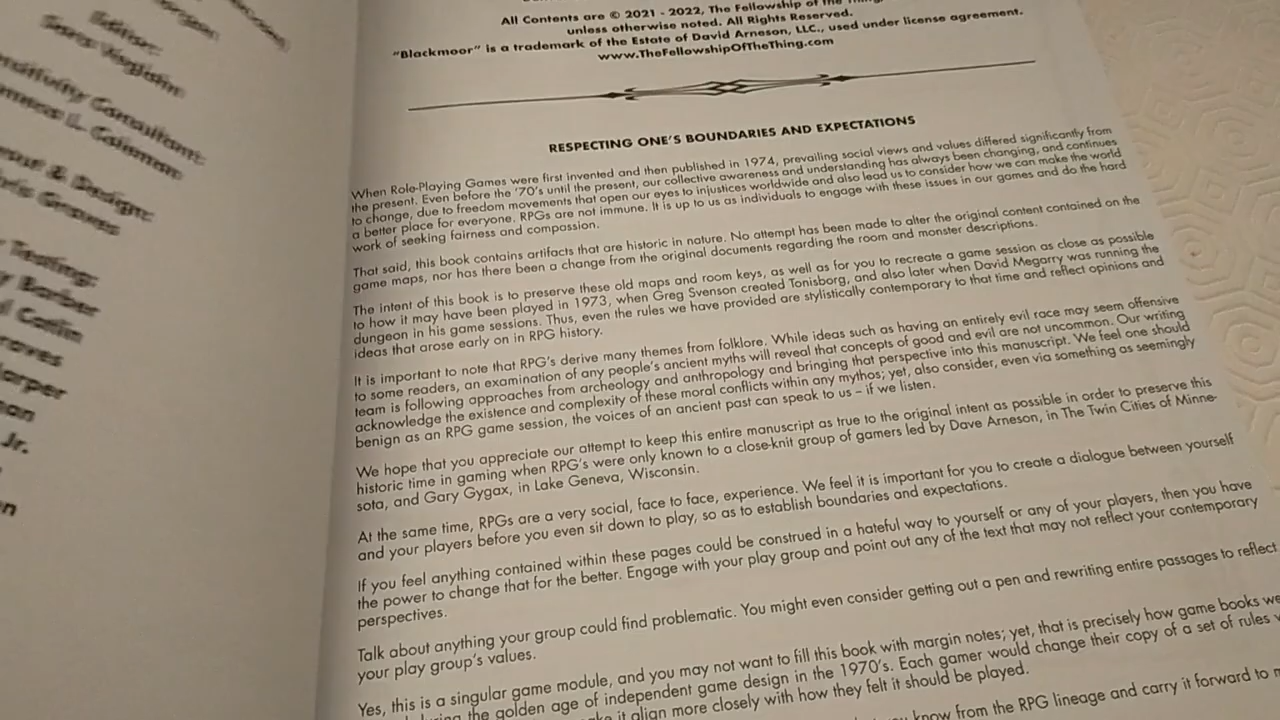 Editor:
Consultant:
Coleman
& Design:
Graves
Testing:
Barber
Catlin
Jr.
All Contents are © 2021 - 2022, The Fellowship of the Thing,
unless otherwise noted. All Rights Reserved.
"Blackmoor" is a trademark of the Estate of David Arneson, LLC., used under license agreement.
www.TheFellowshipOfTheThing.com
RESPECTING ONE'S BOUNDARIES AND EXPECTATIONS
When Role-Playing Games were first invented and then published in 1974, prevailing social views and values differed significantly from
the present. Even before the '70's until the present, our collective awareness and understanding has always been changing, and continues
to change, due to freedom movements that open our eyes to injustices worldwide and also lead us to consider how we can make the world
a better place for everyone. RPGs are not immune. It is up to us as individuals to engage with these issues in our games and do the hard
work of seeking fairness and compassion.
That said, this book contains artifacts that are historic in nature. No attempt has been made to alter the original content contained on the
game maps, nor has there been a change from the original documents regarding the room and monster descriptions.
The intent of this book is to preserve these old maps and room keys, as well as for you to recreate a game session as close as possible
to how it may have been played in 1973, when Greg Svenson created Tonisborg, and also later when David Megarry was running the
dungeon in his game sessions. Thus, even the rules we have provided are stylistically contemporary to that time and reflect opinions and
ideas that arose early on in RPG history.
It is important to note that RPG's derive many themes from folklore. While ideas such as having an entirely evil race may seem offensive
to some readers, an examination of any people's ancient myths will reveal that concepts of good and evil are not uncommon. Our writing
team is following approaches from archeology and anthropology and bringing that perspective into this manuscript. We feel one should
acknowledge the existence and complexity of these moral conflicts within any mythos; yet, also consider, even via something as seemingly
benign as an RPG game session, the voices of an ancient past can speak to us – if we listen.
We hope that you appreciate our attempt to keep this entire manuscript as true to the original intent as possible in order to preserve this
historic time in gaming when RPG's were only known to a close-knit group of gamers led by Dave Arneson, in The Twin Cities of Minne-
sota, and Gary Gygax, in Lake Geneva, Wisconsin.
At the same time, RPGs are a very social, face to face, experience. We feel it is important for you to create a dialogue between yourself
and your players before you even sit down to play, so as to establish boundaries and expectations.
If you feel anything contained within these pages could be construed in a hateful way to yourself or any of your players, then you have
the power to change that for the better. Engage with your play group and point out any of the text that may not reflect your contemporary
perspectives.
Talk about anything your group could find problematic. You might even consider getting out a pen and rewriting entire passages to reflect
your play group's values.
Yes, this is a singular game module, and you may not want to fill this book with margin notes; yet, that is precisely how game books we
during the golden age of independent game design in the 1970's. Each gamer would change their copy of a set of rules
it align more closely with how they felt it should be played.
know from the RPG lineage and carry it forward to